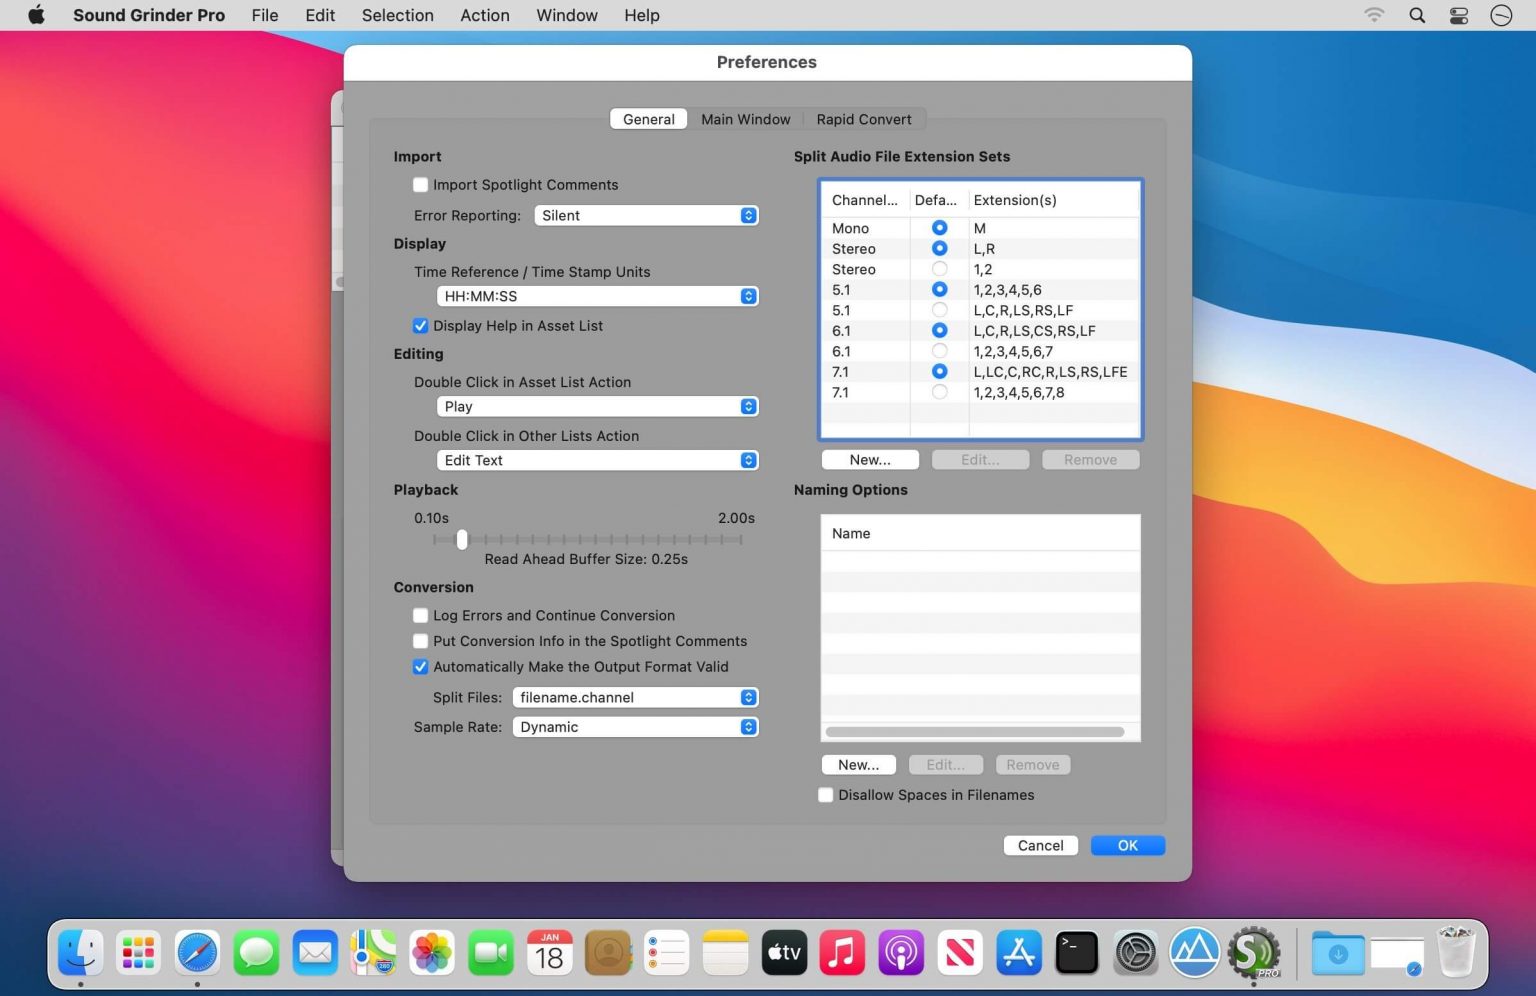 Sound Grinder Pro File Edit Selection Action Window Help
Preferences
General Main Window Rapid Convert
Import
Import Spotlight Comments
Error Reporting: Silent
Display
Time Reference / Time Stamp Units
HH:MM:SS
Display Help in Asset List
Editing
Double Click in Asset List Action
Play
Double Click in Other Lists Action
Edit Text
Playback
0.10s 2.00s
Read Ahead Buffer Size: 0.25s
Conversion
Log Errors and Continue Conversion
Put Conversion Info in the Spotlight Comments
Automatically Make the Output Format Valid
Split Files: filename.channel
Sample Rate: Dynamic
Split Audio File Extension Sets
Channel... Defa... Extension(s)
Mono M
Stereo L,R
Stereo 1,2
5.1 1,2,3,4,5,6
5.1 L,C,R,LS,RS,LF
6.1 L,C,R,LS,CS,RS,LF
6.1 1,2,3,4,5,6,7
7.1 L,LC,C,RC,R,LS,RS,LFE
7.1 1,2,3,4,5,6,7,8
New... Edit... Remove
Naming Options
Name
New... Edit... Remove
Disallow Spaces in Filenames
Cancel OK
JAN
18
tv
280
>_
S PRO